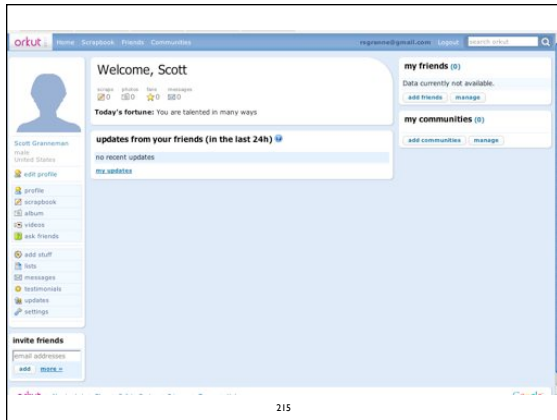 orkut Home Scrapbook Friends Communities rsgranne@gmail.com Logout search orkut
Welcome, Scott
scraps photos fans messages
0 0 0 0
Today's fortune: You are talented in many ways
updates from your friends (in the last 24h)
no recent updates
my updates
my friends (0)
Data currently not available.
add friends manage
my communities (0)
add communities manage
Scott Granneman
male
United States
edit profile
profile
scrapbook
album
videos
ask friends
add stuff
lists
messages
testimonials
updates
settings
invite friends
email addresses
add more »
215